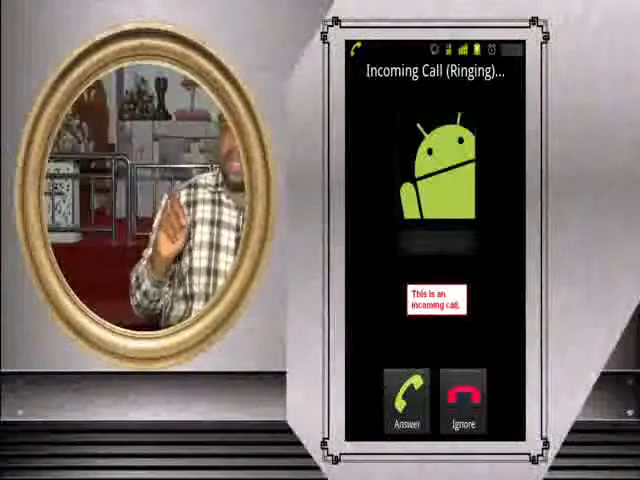 Incoming Call (Ringing)...
This is an
incoming call.
Answer
Ignore